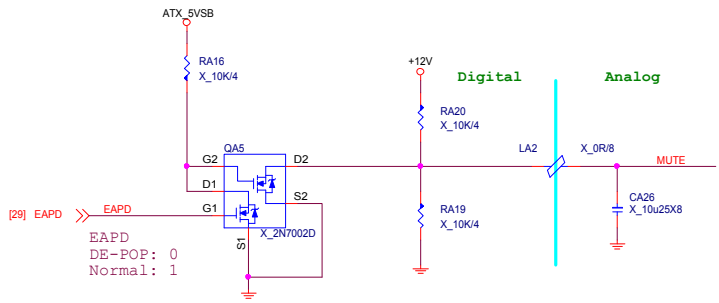 ATX_5VSB
RA16
X_10K/4
+12V
Digital
Analog
RA20
X_10K/4
QA5
LA2
X_0R/8
G2
D2
MUTE
D1
S2
CA26
X_10u25X8
[29] EAPD
EAPD
G1
RA19
X_10K/4
S1
X_2N7002D
EAPD
DE-POP: 0
Normal: 1